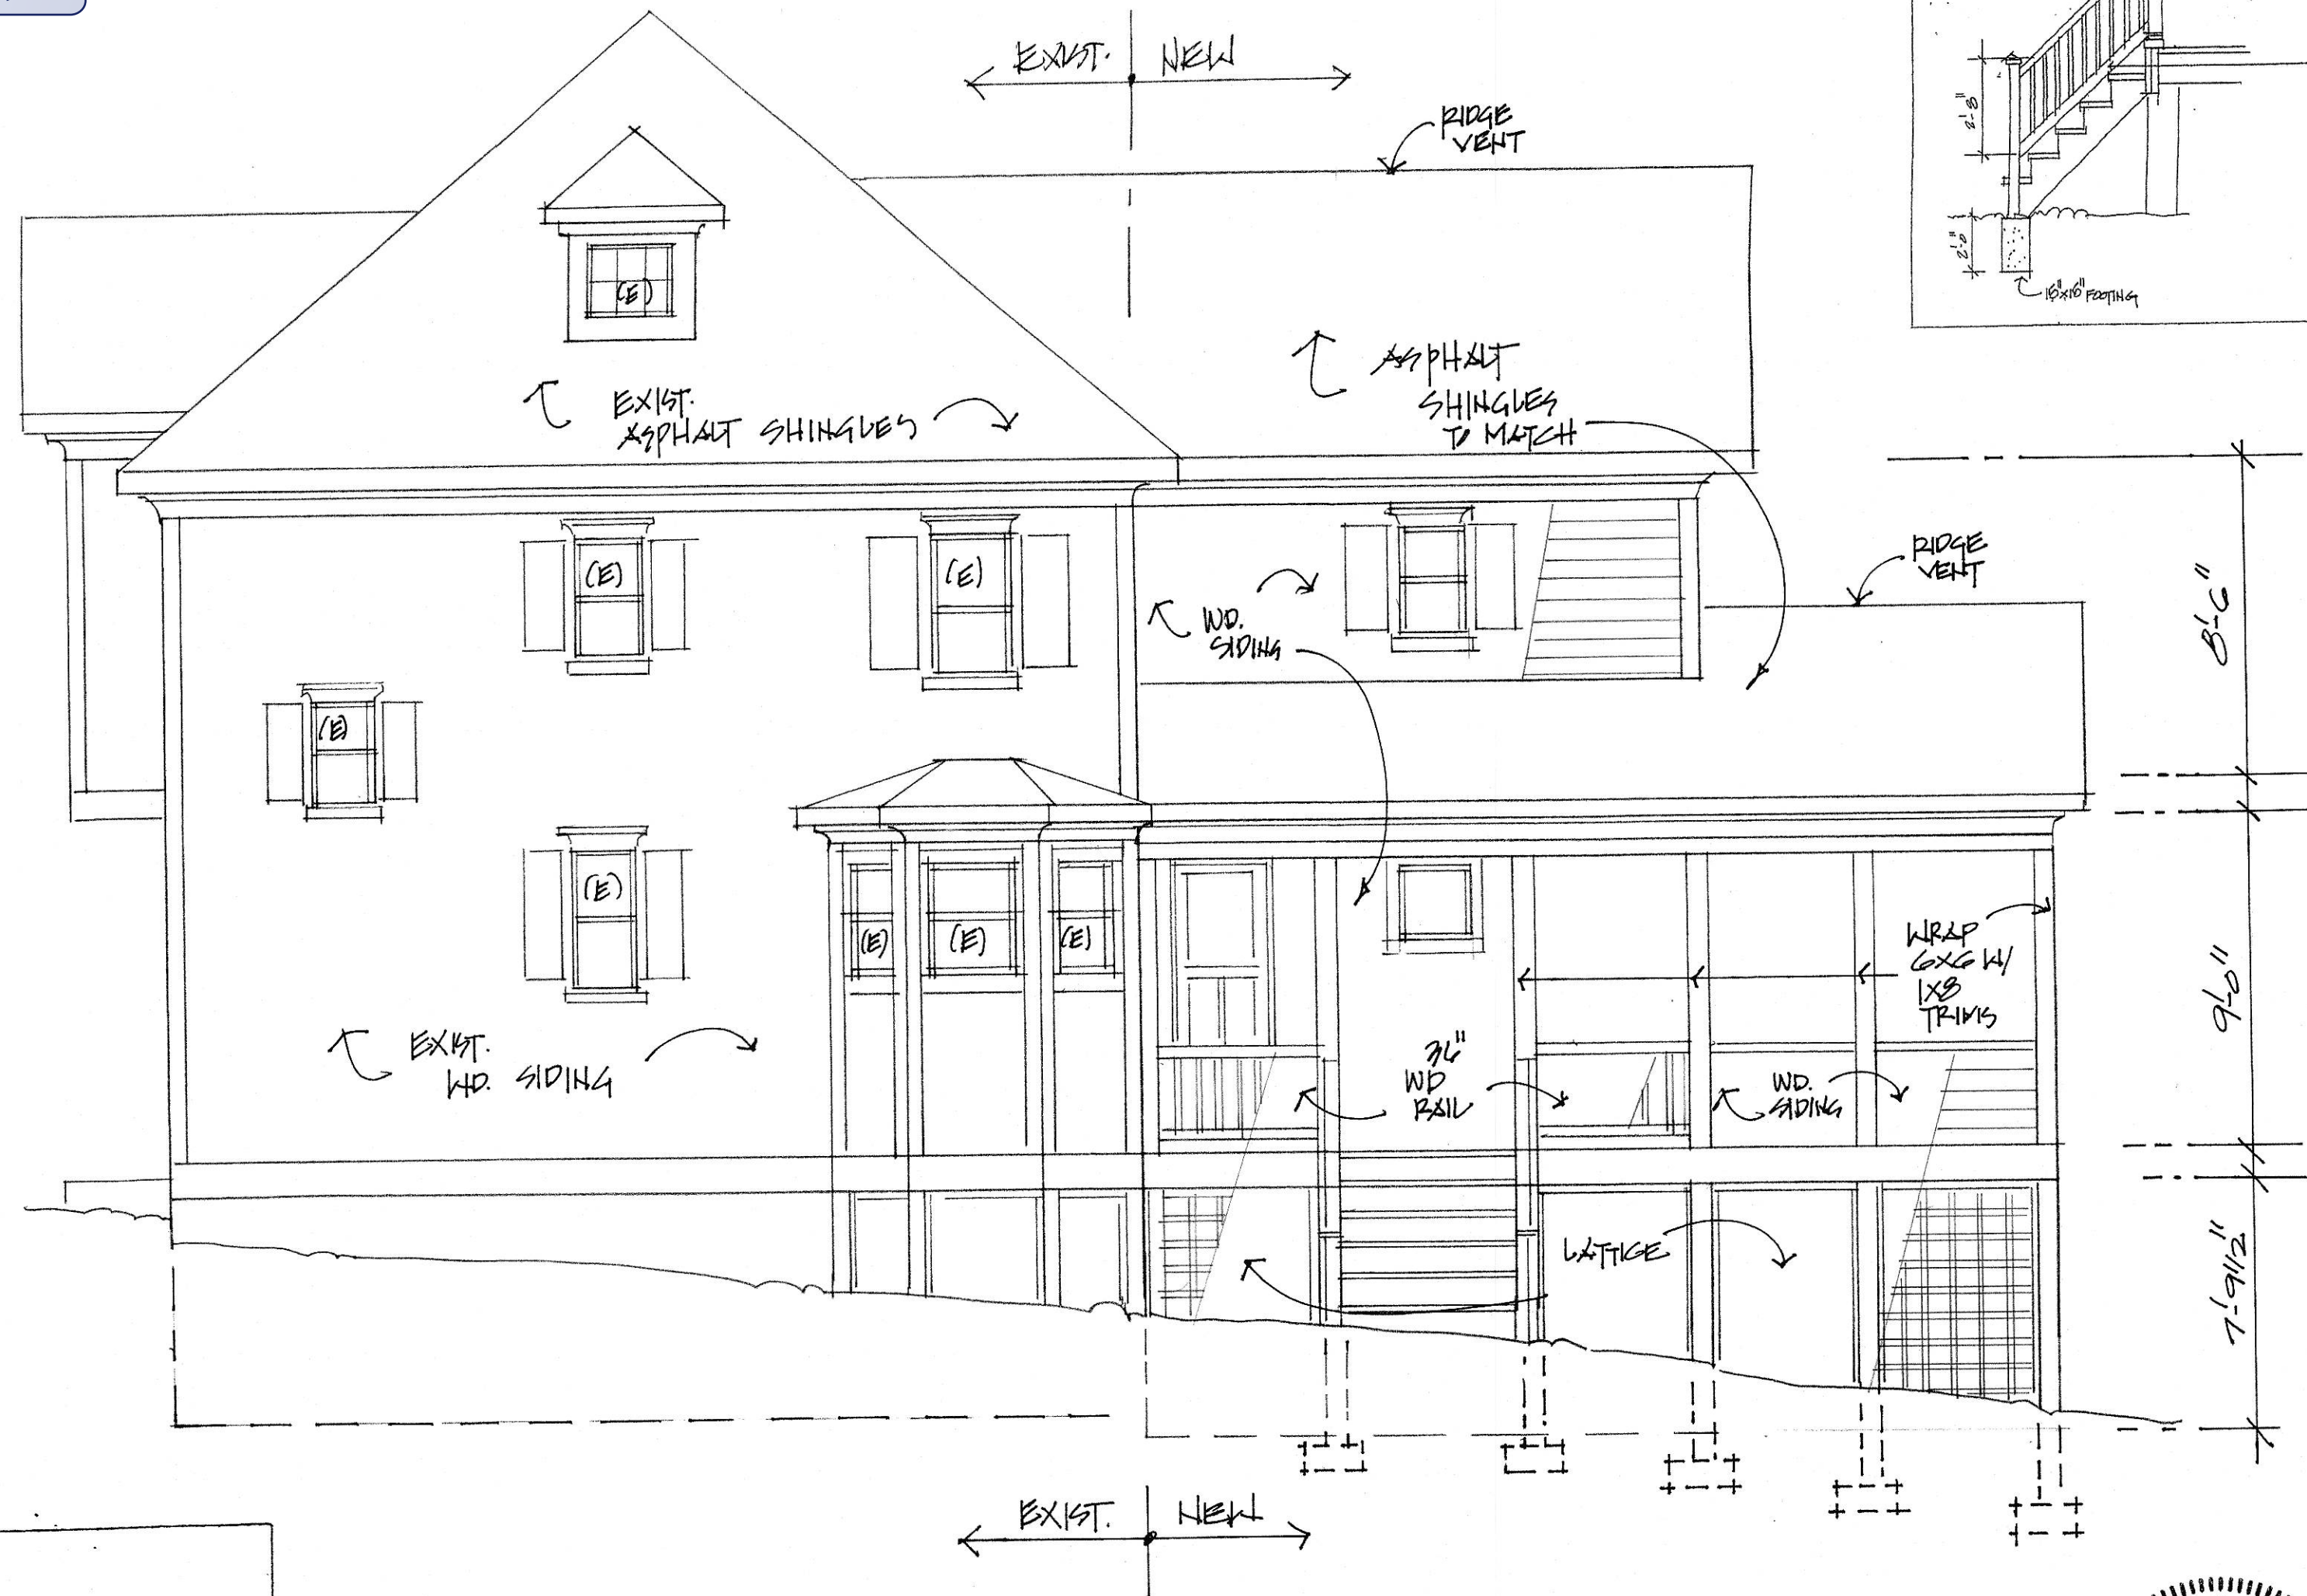 EXIST. NEW
RIDGE
VENT
2'-8"
2'-0"
18"X18" FOOTING
(E)
EXIST.
ASPHALT SHINGLES
ASPHALT
SHINGLES
TO MATCH
(E)
(E)
WD.
SIDING
RIDGE
VENT
8'-6"
(E)
(E)
(E)
(E)
(E)
WRAP
6X6 W/
1X8
TRIMS
9'-0"
EXIST.
WD. SIDING
36"
WD
RAIL
WD.
SIDING
LATTICE
7'-9 1/2"
EXIST. NEW